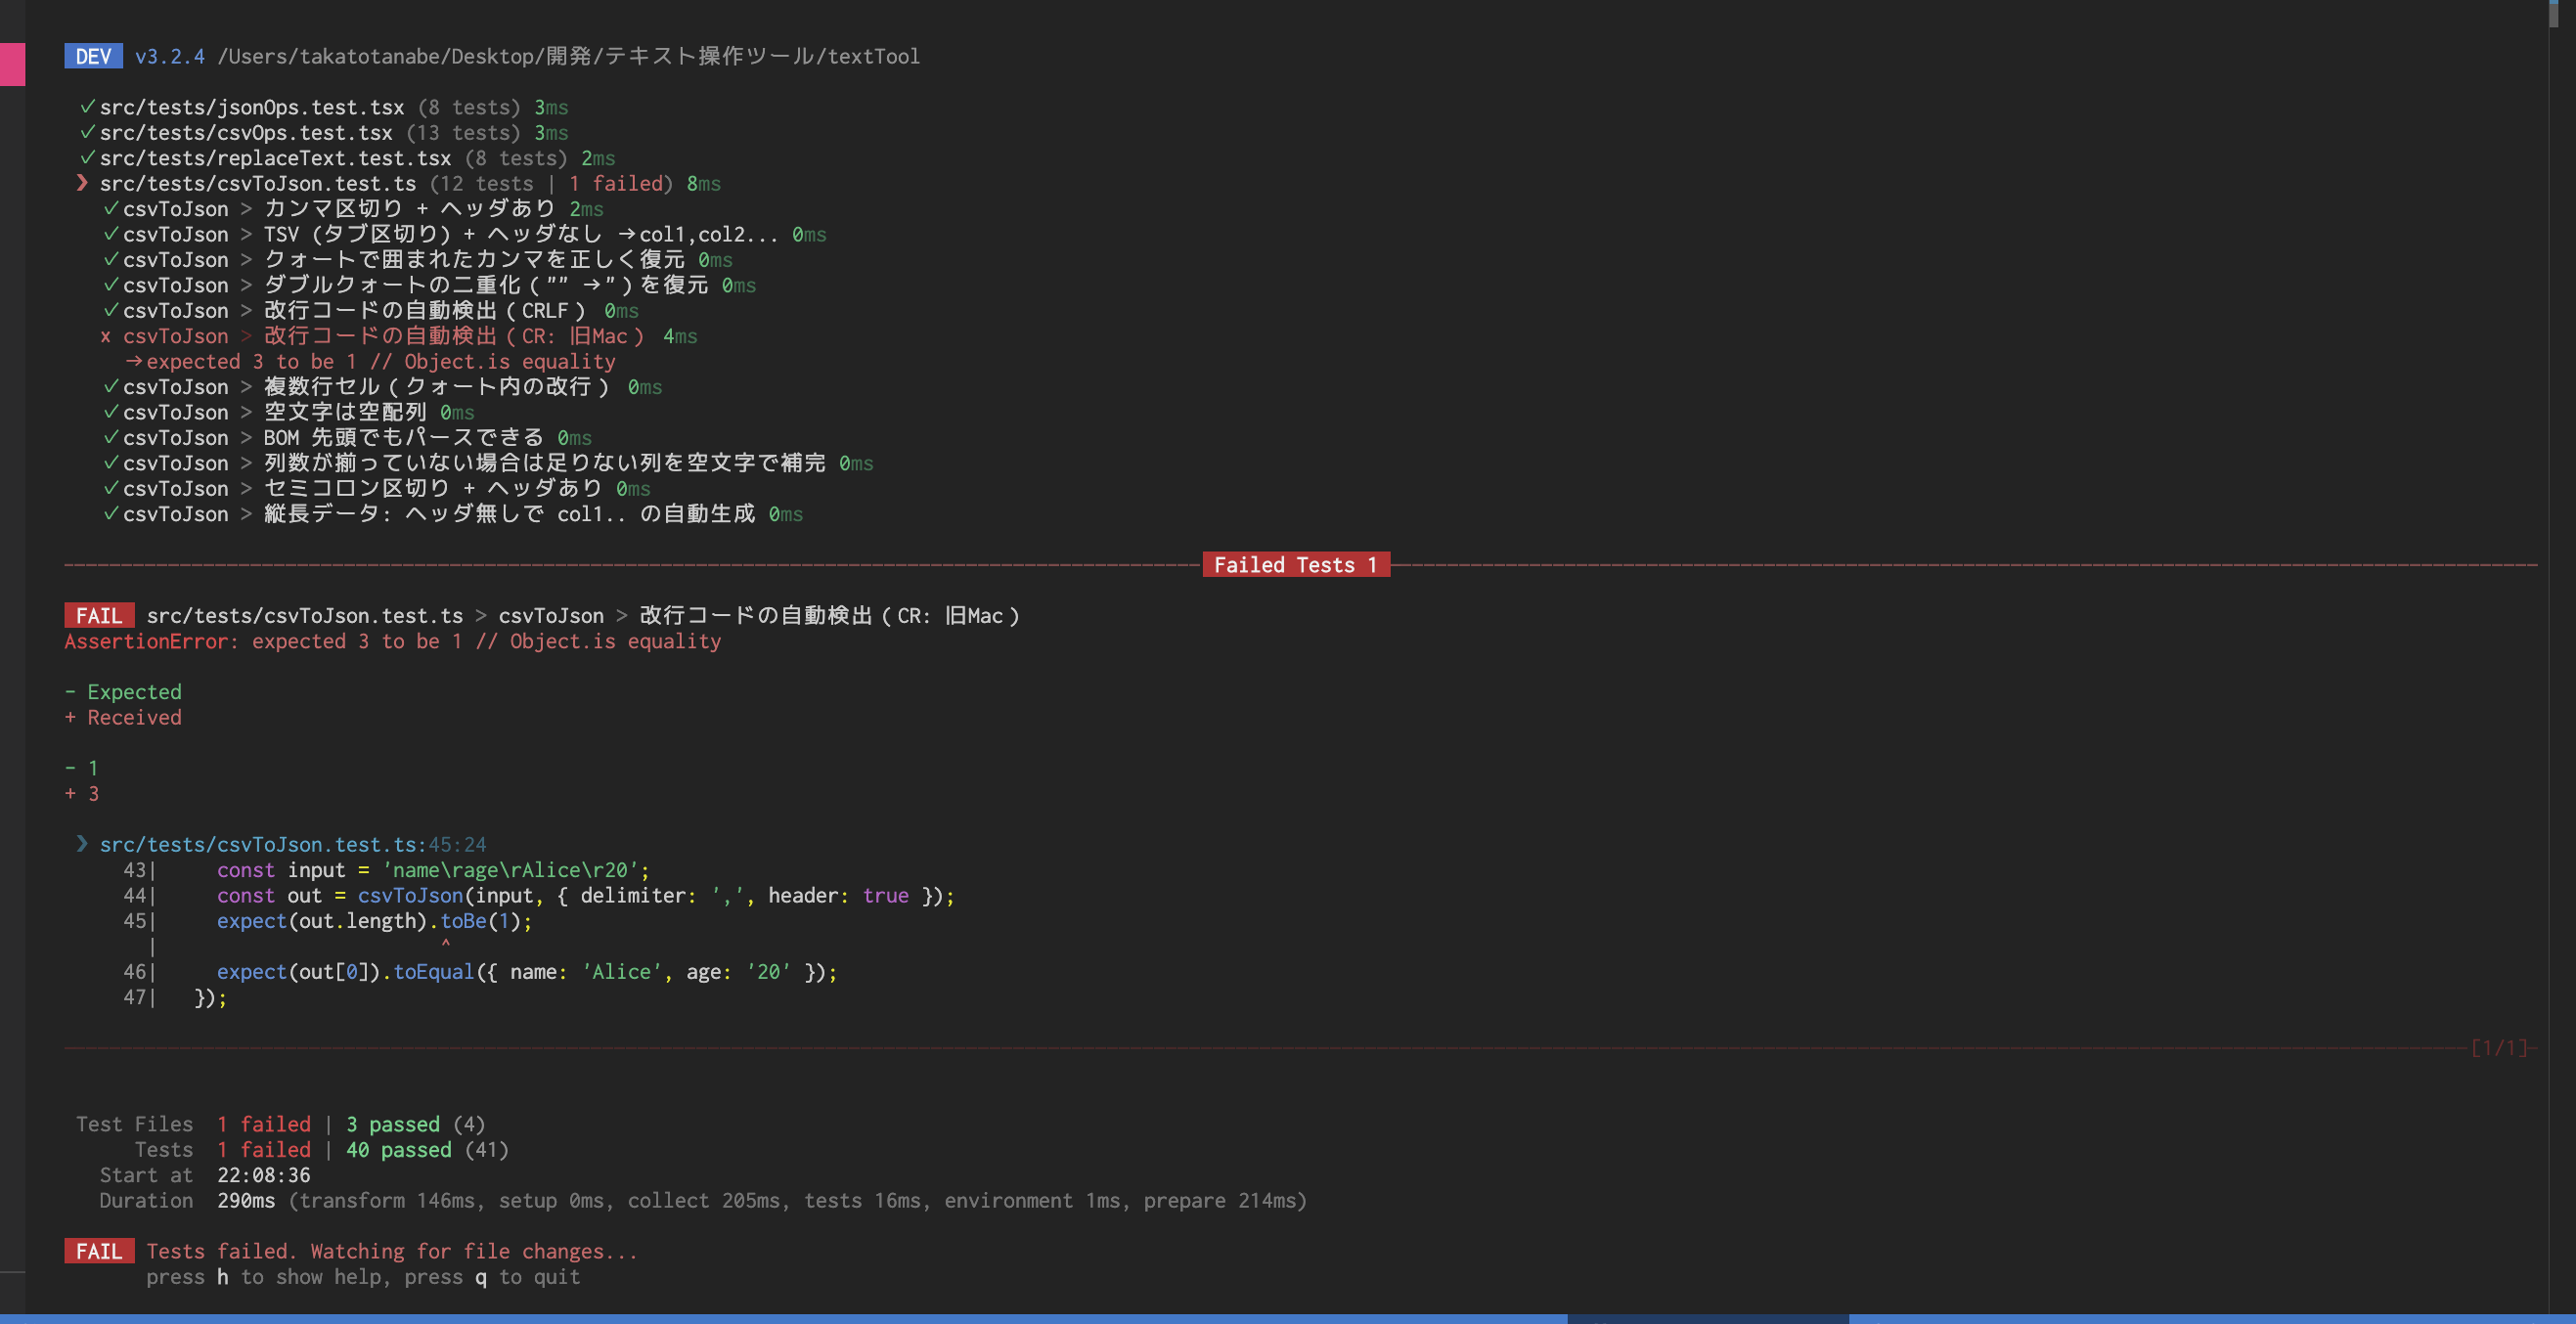 DEV v3.2.4 /Users/takatotanabe/Desktop/開発/テキスト操作ツール/textTool
✓ src/tests/jsonOps.test.tsx (8 tests) 3ms
✓ src/tests/csvOps.test.tsx (13 tests) 3ms
✓ src/tests/replaceText.test.tsx (8 tests) 2ms
❯ src/tests/csvToJson.test.ts (12 tests | 1 failed) 8ms
✓ csvToJson > カンマ区切り + ヘッダあり 2ms
✓ csvToJson > TSV (タブ区切り) + ヘッダなし →col1,col2... 0ms
✓ csvToJson > クォートで囲まれたカンマを正しく復元 0ms
✓ csvToJson > ダブルクォートの二重化("" →")を復元 0ms
✓ csvToJson > 改行コードの自動検出(CRLF) 0ms
x csvToJson > 改行コードの自動検出(CR: 旧Mac) 4ms
→expected 3 to be 1 // Object.is equality
✓ csvToJson > 複数行セル(クォート内の改行) 0ms
✓ csvToJson > 空文字は空配列 0ms
✓ csvToJson > BOM 先頭でもパースできる 0ms
✓ csvToJson > 列数が揃っていない場合は足りない列を空文字で補完 0ms
✓ csvToJson > セミコロン区切り + ヘッダあり 0ms
✓ csvToJson > 縦長データ: ヘッダ無しで col1.. の自動生成 0ms
Failed Tests 1
FAIL src/tests/csvToJson.test.ts > csvToJson > 改行コードの自動検出(CR: 旧Mac)
AssertionError: expected 3 to be 1 // Object.is equality
- Expected
+ Received
- 1
+ 3
❯ src/tests/csvToJson.test.ts:45:24
43| const input = 'name\rage\rAlice\r20';
44| const out = csvToJson(input, { delimiter: ',', header: true });
45| expect(out.length).toBe(1);
| ^
46| expect(out[0]).toEqual({ name: 'Alice', age: '20' });
47| });
[1/1]
Test Files 1 failed | 3 passed (4)
Tests 1 failed | 40 passed (41)
Start at 22:08:36
Duration 290ms (transform 146ms, setup 0ms, collect 205ms, tests 16ms, environment 1ms, prepare 214ms)
FAIL Tests failed. Watching for file changes...
press h to show help, press q to quit